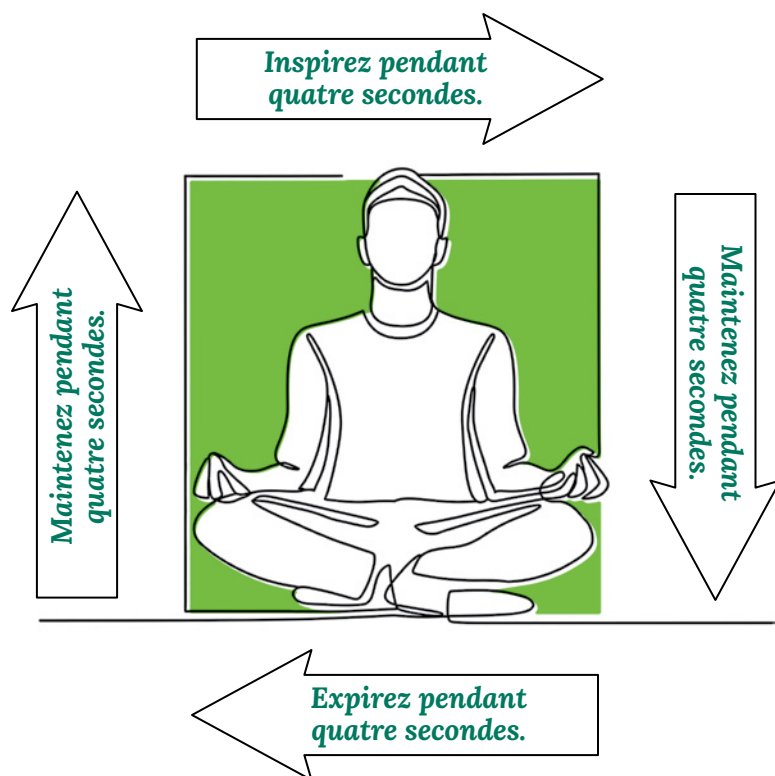 Inspirez pendant
quatre secondes.
Maintenez pendant
quatre secondes.
Expirez pendant
quatre secondes.
Maintenez pendant
quatre secondes.